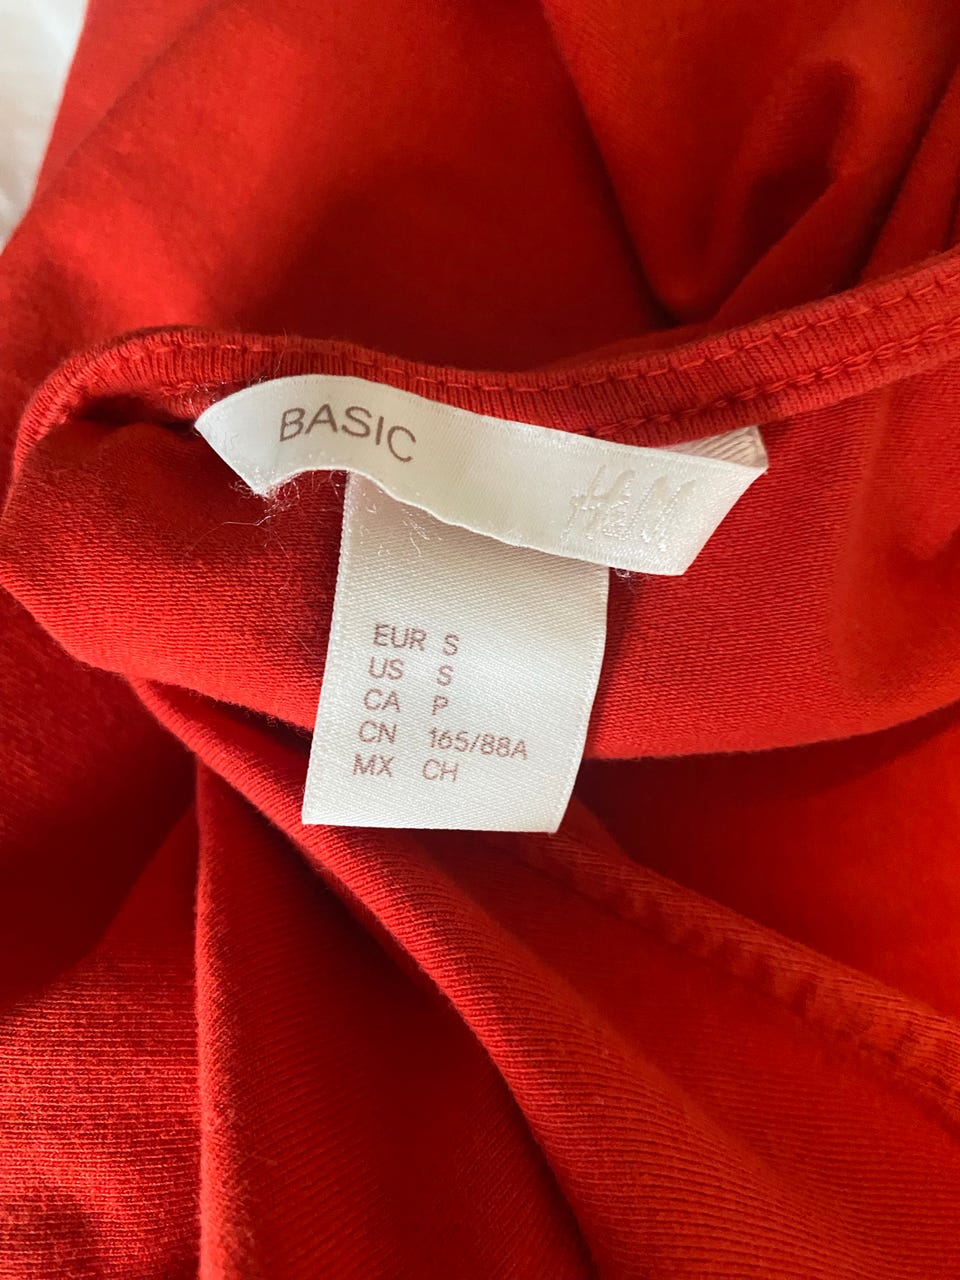 BASIC
H&M
EUR S
US S
CA P
CN 165/88A
MX CH